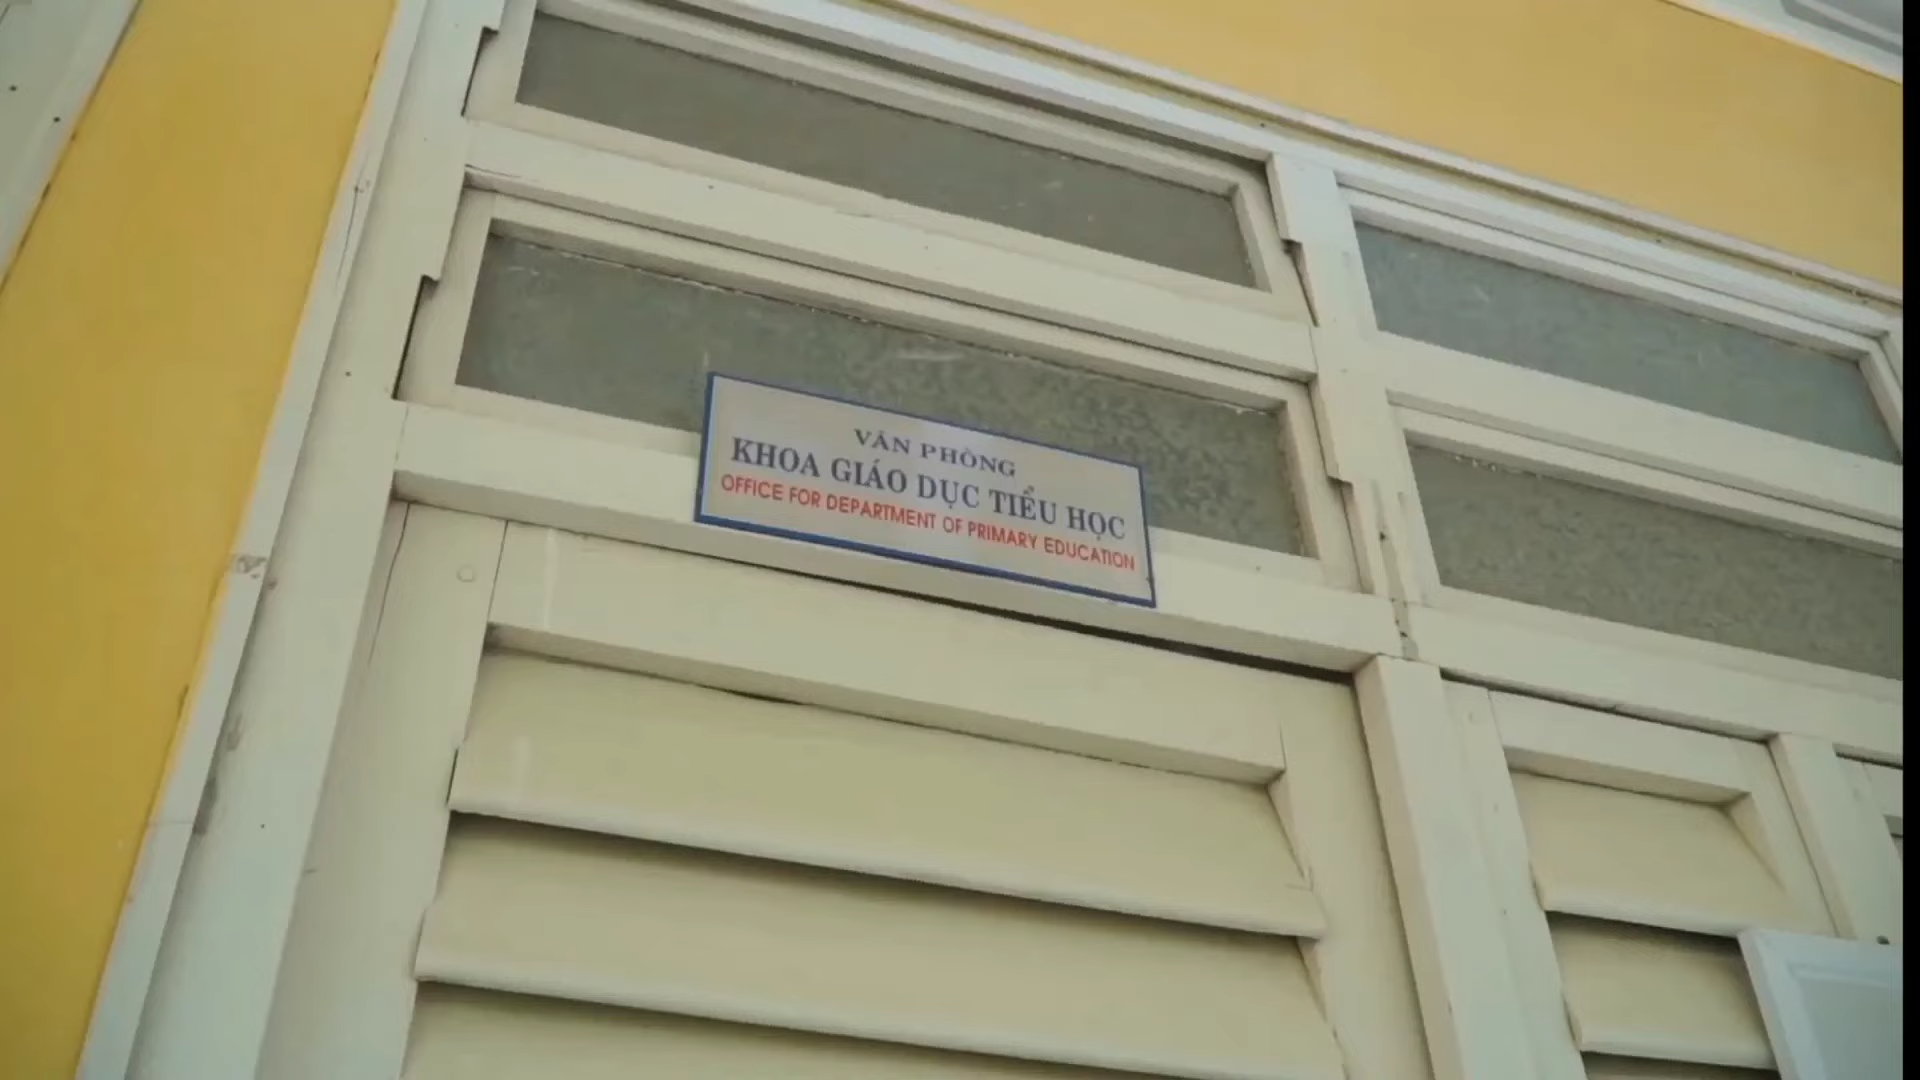 VĂN PHÒNG
KHOA GIÁO DỤC TIỂU HỌC
OFFICE FOR DEPARTMENT OF PRIMARY EDUCATION